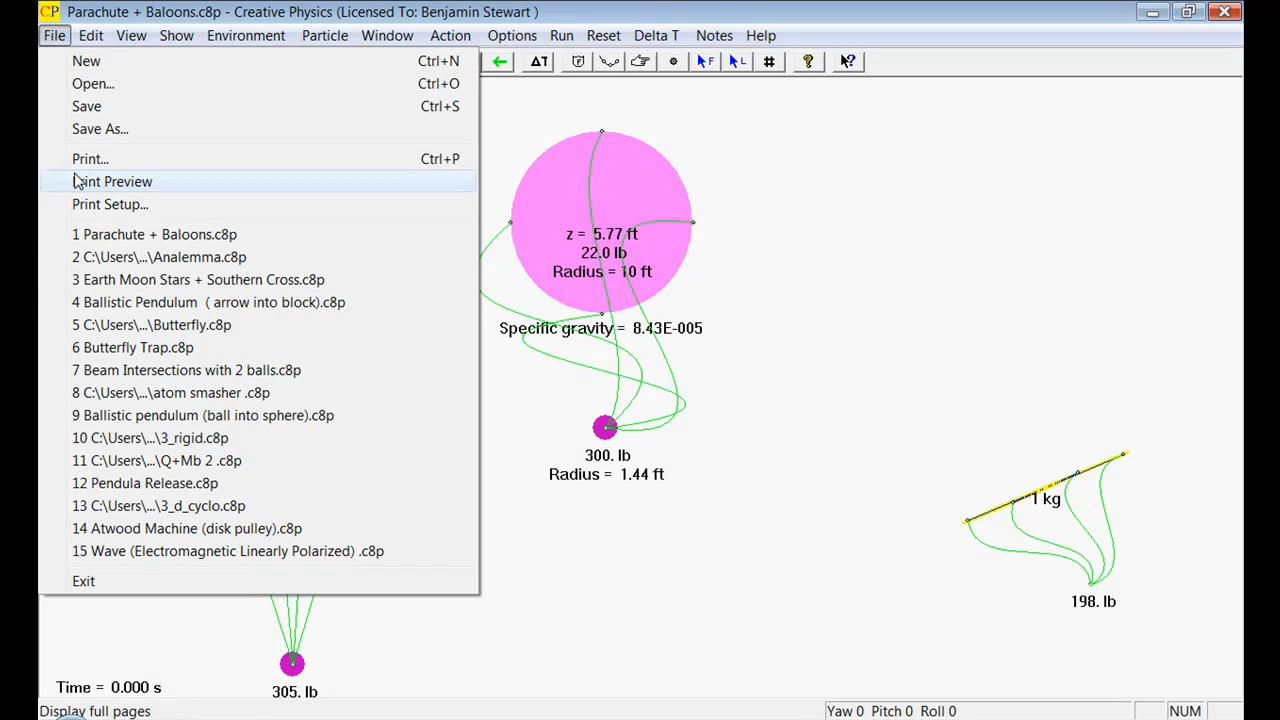 CP Parachute + Baloons.c8p - Creative Physics (Licensed To: Benjamin Stewart )
File Edit View Show Environment Particle Window Action Options Run Reset Delta T Notes Help
ΔT F L # ? ?
New Ctrl+N
Open... Ctrl+O
Save Ctrl+S
Save As...
Print... Ctrl+P
Print Preview
Print Setup...
1 Parachute + Baloons.c8p
2 C:\Users\...\Analemma.c8p
3 Earth Moon Stars + Southern Cross.c8p
4 Ballistic Pendulum ( arrow into block).c8p
5 C:\Users\...\Butterfly.c8p
6 Butterfly Trap.c8p
7 Beam Intersections with 2 balls.c8p
8 C:\Users\...\atom smasher .c8p
9 Ballistic pendulum (ball into sphere).c8p
10 C:\Users\...\3_rigid.c8p
11 C:\Users\...\Q+Mb 2 .c8p
12 Pendula Release.c8p
13 C:\Users\...\3_d_cyclo.c8p
14 Atwood Machine (disk pulley).c8p
15 Wave (Electromagnetic Linearly Polarized) .c8p
Exit
z = 5.77 ft
22.0 lb
Radius = 10 ft
Specific gravity = 8.43E-005
300. lb
Radius = 1.44 ft
1 kg
198. lb
305. lb
Time = 0.000 s
Display full pages
Yaw 0 Pitch 0 Roll 0
NUM